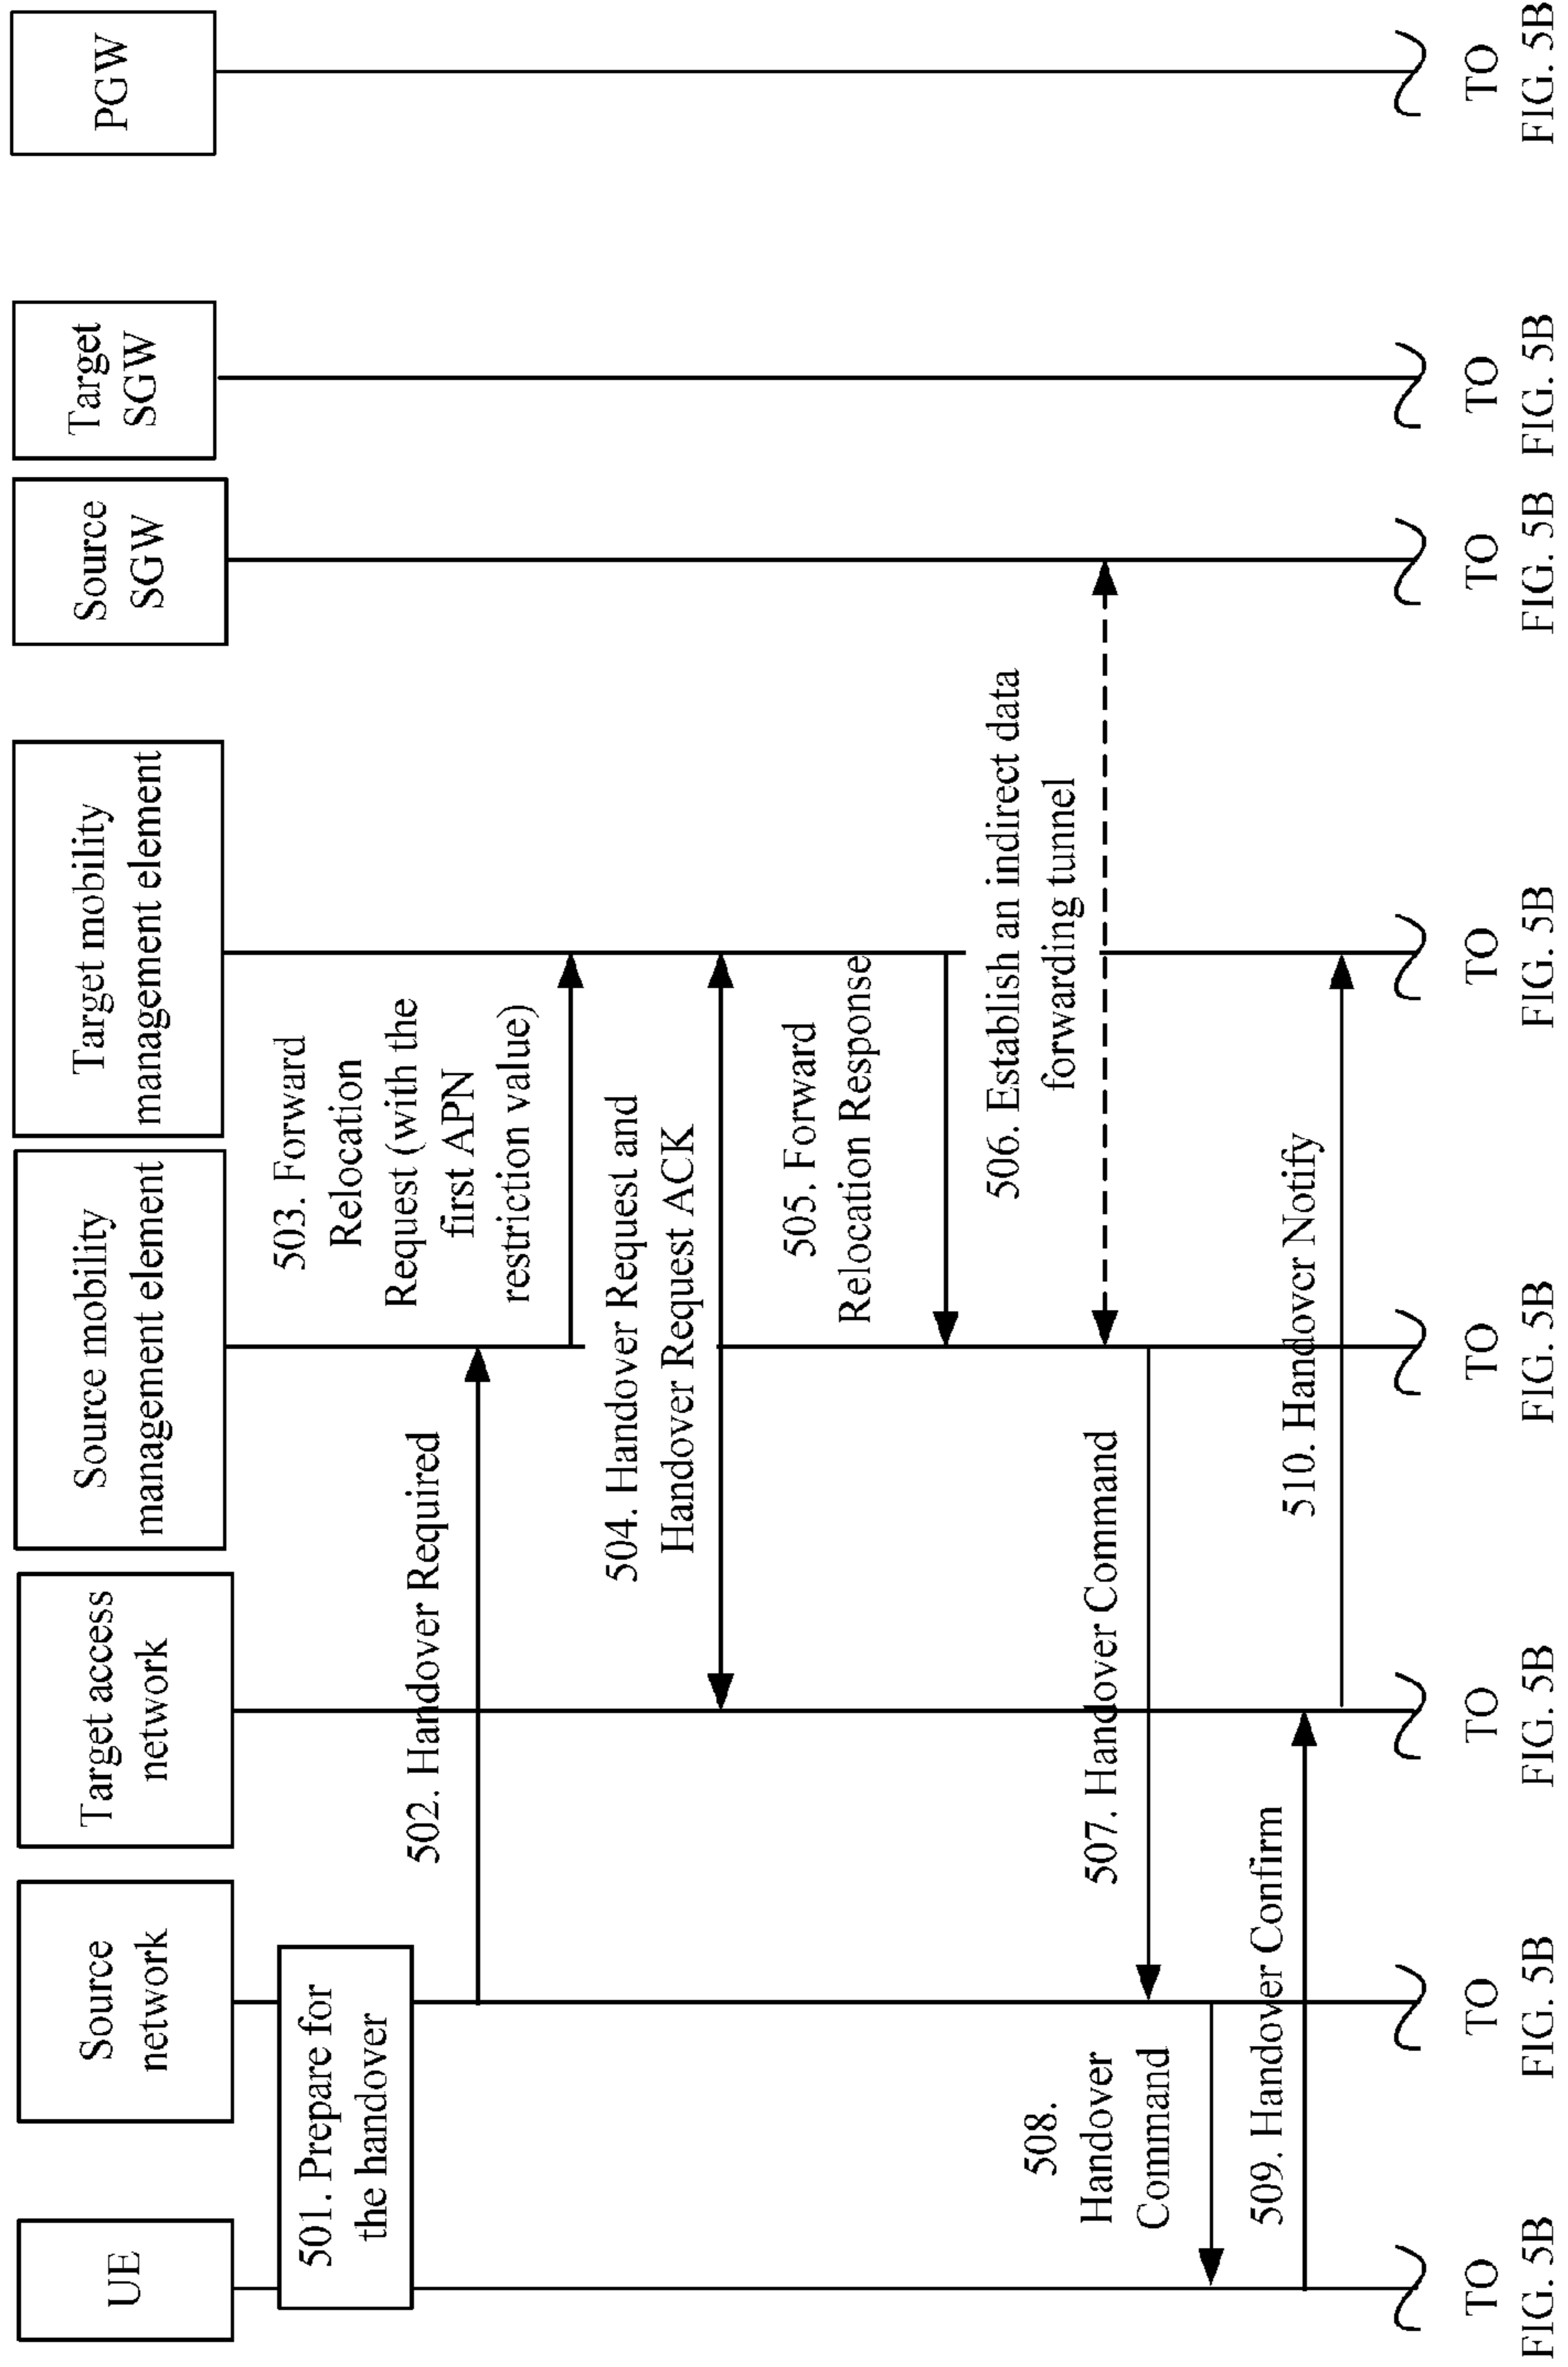 UE
Source
network
Target access
network
Source mobility
management element
Target mobility
management element
Source
SGW
Target
SGW
PGW
501. Prepare for
the handover
502. Handover Required
503. Forward
Relocation
Request (with the
first APN
restriction value)
504. Handover Request and
Handover Request ACK
505. Forward
Relocation Response
506. Establish an indirect data
forwarding tunnel
507. Handover Command
508.
Handover
Command
509. Handover Confirm
510. Handover Notify
TO
FIG. 5B
TO
FIG. 5B
TO
FIG. 5B
TO
FIG. 5B
TO
FIG. 5B
TO
FIG. 5B
TO
FIG. 5B
TO
FIG. 5B